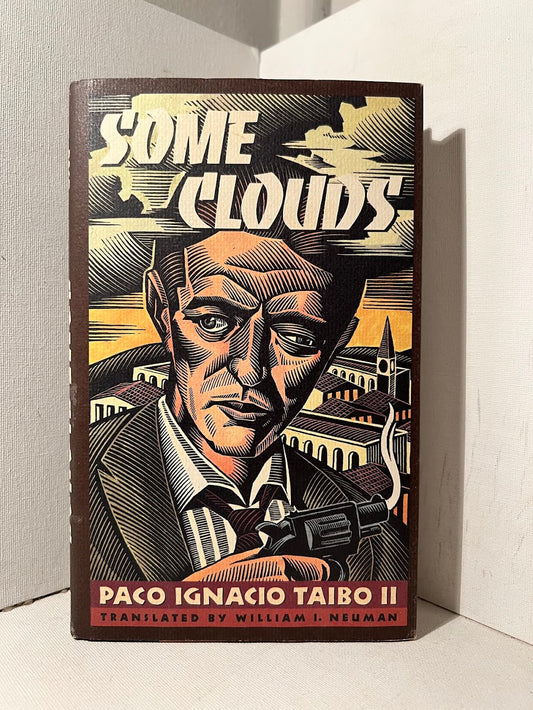 SOME
CLOUDS
PACO IGNACIO TAIBO II
TRANSLATED BY WILLIAM I. NEUMAN